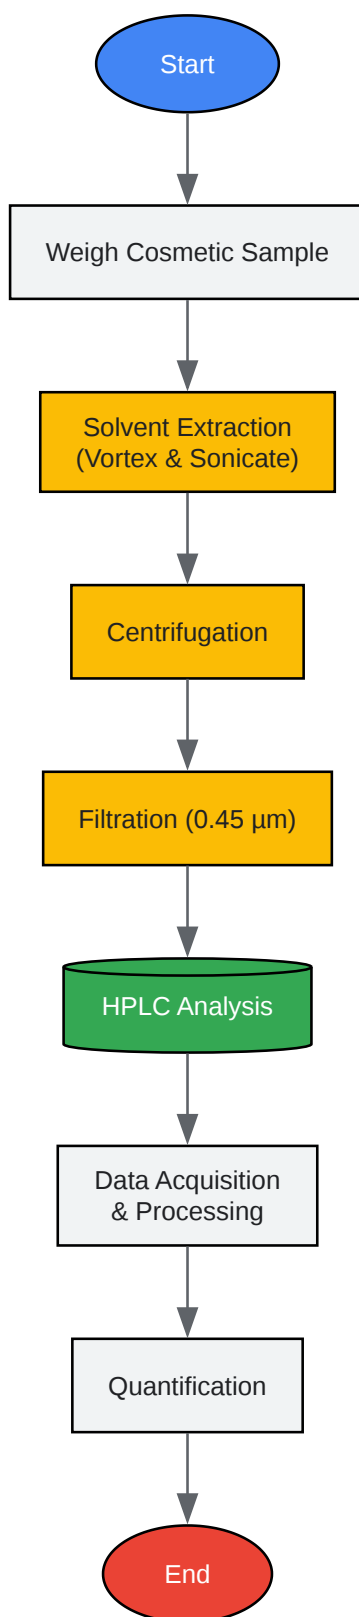 Start
Weigh Cosmetic Sample
Solvent Extraction
(Vortex & Sonicate)
Centrifugation
Filtration (0.45 µm)
HPLC Analysis
Data Acquisition
& Processing
Quantification
End